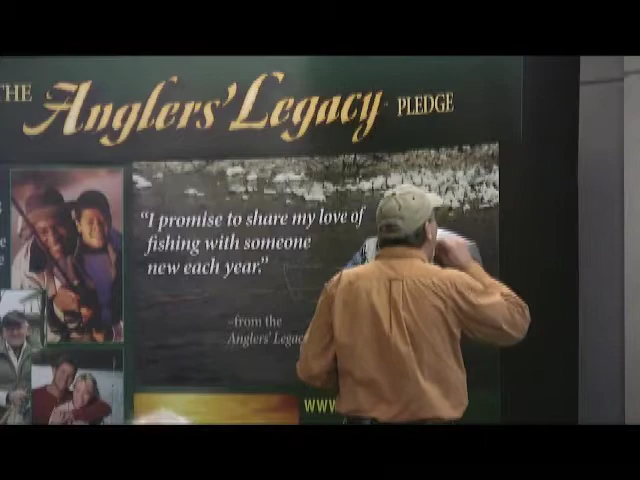 THE Anglers' Legacy PLEDGE
"I promise to share my love of
fishing with someone
new each year."
–from the
Anglers' Legac
www